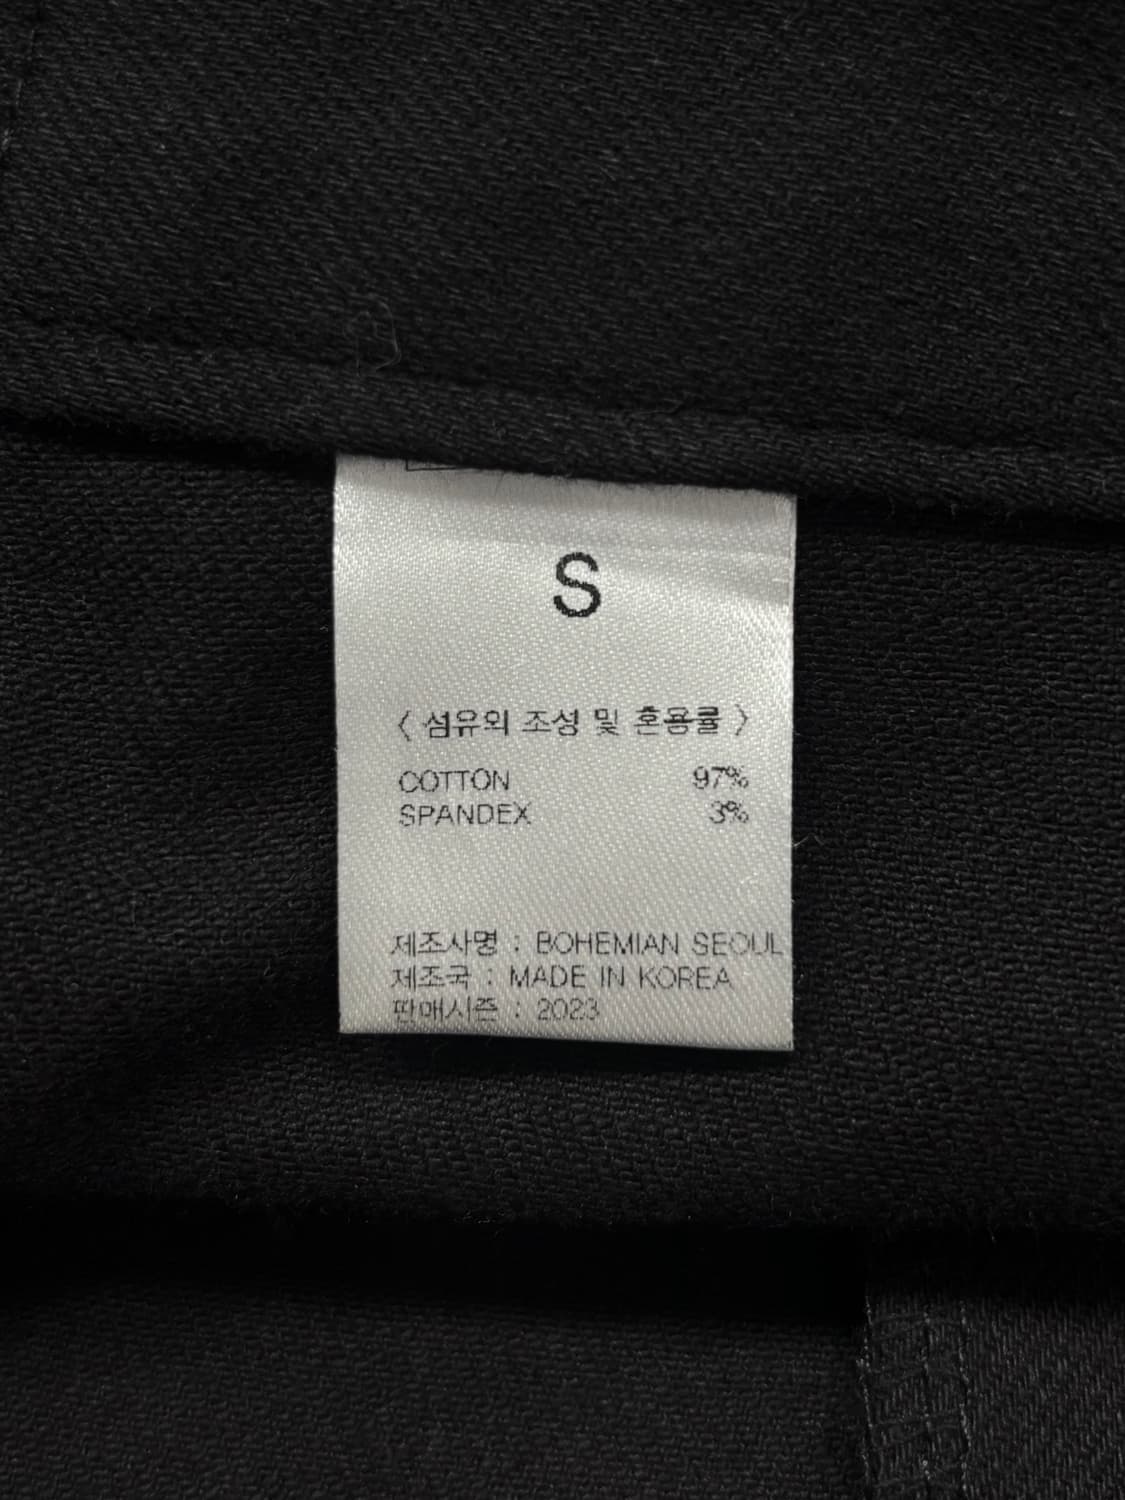 S
< 섬유의 조성 및 혼용률 >
COTTON 97%
SPANDEX 3%
제조사명 : BOHEMIAN SEOUL
제조국 : MADE IN KOREA
판매시즌 : 2023